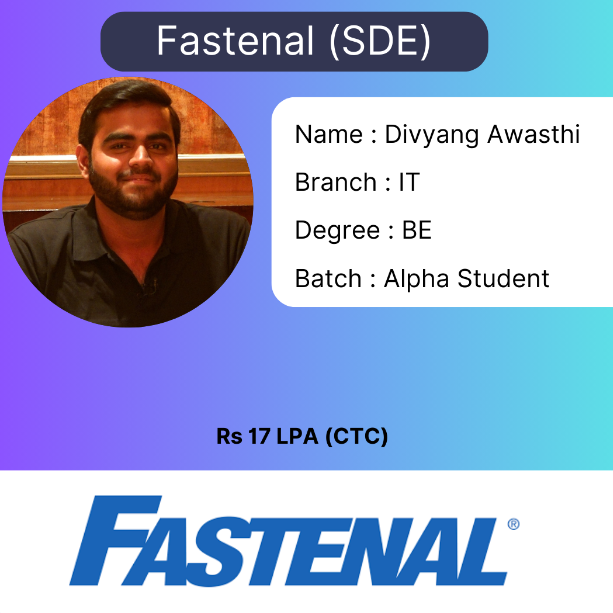 Fastenal (SDE)
Name : Divyang Awasthi
Branch : IT
Degree : BE
Batch : Alpha Student
Rs 17 LPA (CTC)
FASTENAL®